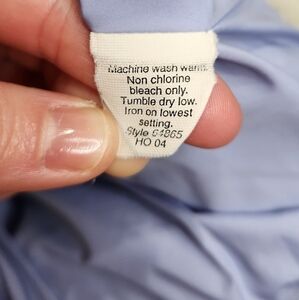 Machine wash warm.
Non chlorine
bleach only.
Tumble dry low.
Iron on lowest
setting.
Style 64865
HO 04